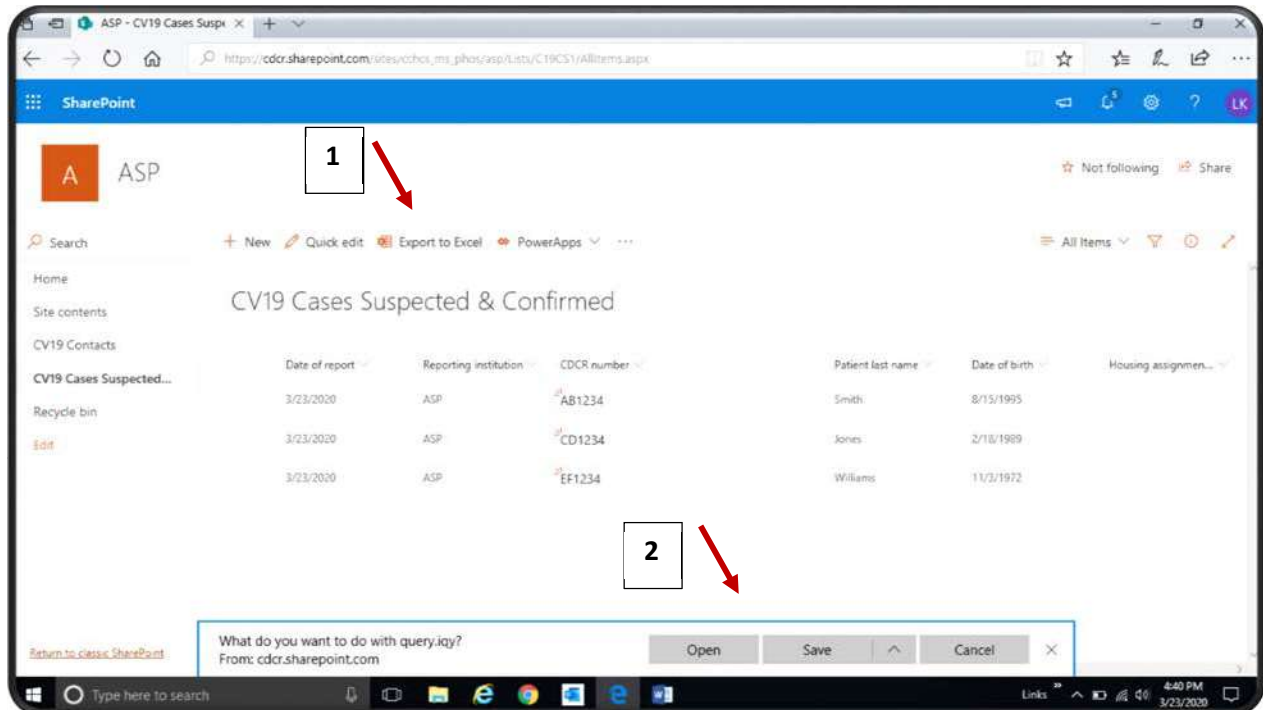 ASP - CV19 Cases Suspe
https://cdcr.sharepoint.com/sites/cchcs_ms_phos/asp/Lists/C19CS1/AllItems.aspx
SharePoint
5
LK
1
A
ASP
Not following
Share
Search
+ New
Quick edit
Export to Excel
PowerApps
...
All Items
Home
Site contents
CV19 Contacts
CV19 Cases Suspected...
Recycle bin
Edit
CV19 Cases Suspected & Confirmed
Date of report Reporting institution CDCR number Patient last name Date of birth Housing assignmen...
3/23/2020 ASP AB1234 Smith 8/15/1995
3/23/2020 ASP CD1234 Jones 2/18/1989
3/23/2020 ASP EF1234 Williams 11/3/1972
2
What do you want to do with query.iqy?
From: cdcr.sharepoint.com
Open
Save
Cancel
Return to classic SharePoint
Type here to search
Links
4:40 PM
3/23/2020